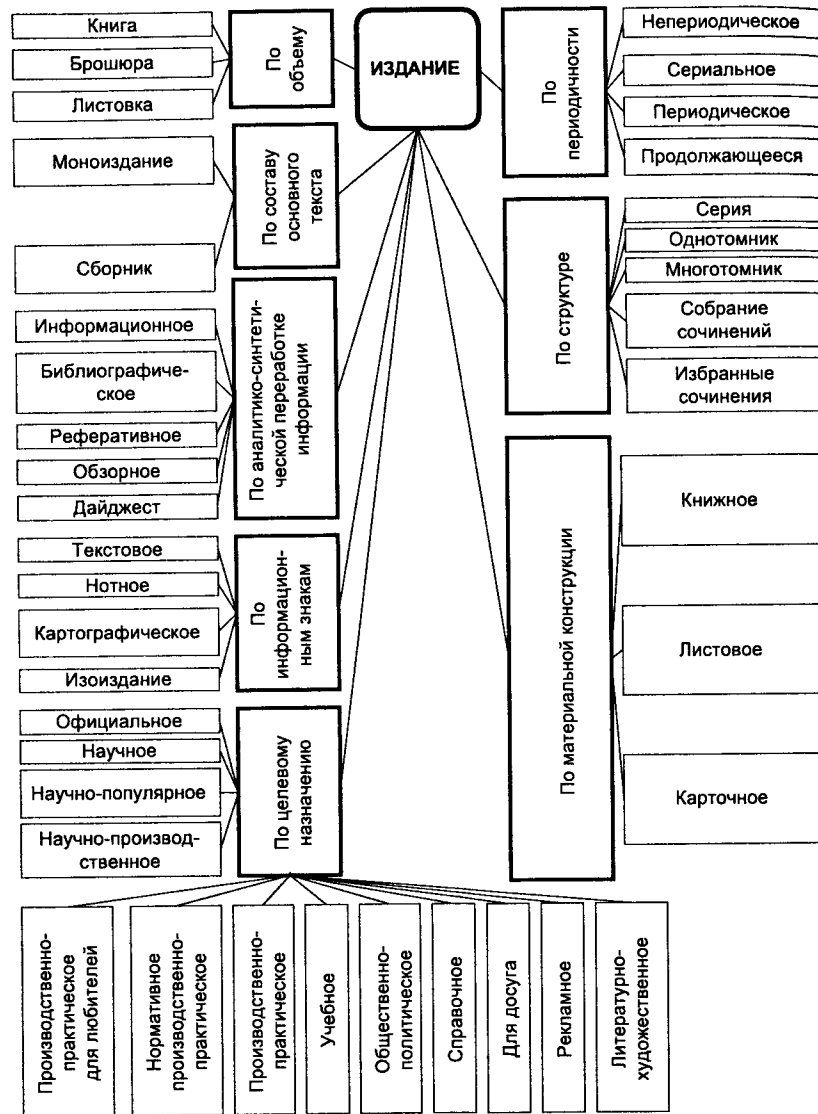 ИЗДАНИЕ
По
объему
Книга
Брошюра
Листовка
По составу
основного
текста
Моноиздание
Сборник
По аналитико-синтети-
ческой переработке
информации
Информационное
Библиографиче-
ское
Реферативное
Обзорное
Дайджест
По
информацион-
ным знакам
Текстовое
Нотное
Картографическое
Изоиздание
По целевому
назначению
Официальное
Научное
Научно-популярное
Научно-производ-
ственное
Производственно-
практическое
для любителей
Нормативное
производственно-
практическое
Производственно-
практическое
Учебное
Общественно-
политическое
Справочное
Для досуга
Рекламное
Литературно-
художественное
По
периодичности
Непериодическое
Сериальное
Периодическое
Продолжающееся
По структуре
Серия
Однотомник
Многотомник
Собрание
сочинений
Избранные
сочинения
По материальной конструкции
Книжное
Листовое
Карточное